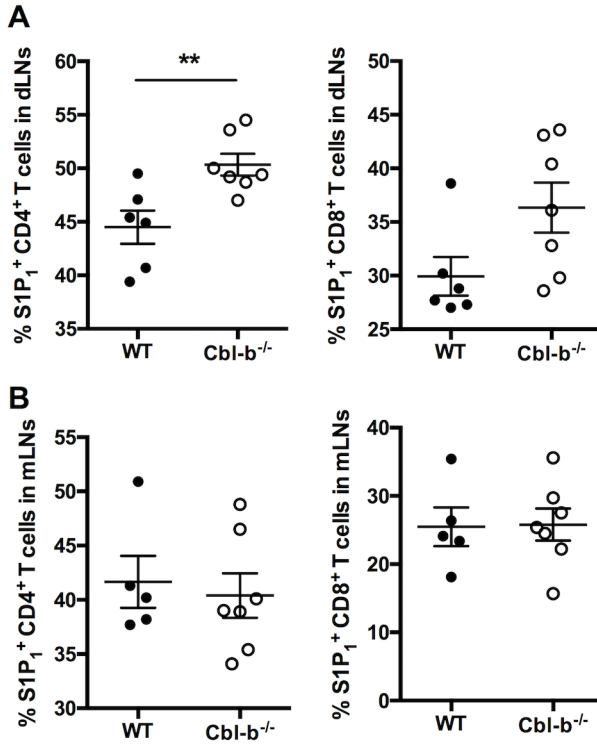 A
% S1P1+ CD4+ T cells in dLNs
60
55
50
45
40
35
**
WT
Cbl-b-/-
% S1P1+ CD8+ T cells in dLNs
50
45
40
35
30
25
WT
Cbl-b-/-
B
% S1P1+ CD4+ T cells in mLNs
55
50
45
40
35
30
WT
Cbl-b-/-
% S1P1+ CD8+ T cells in mLNs
40
30
20
10
0
WT
Cbl-b-/-